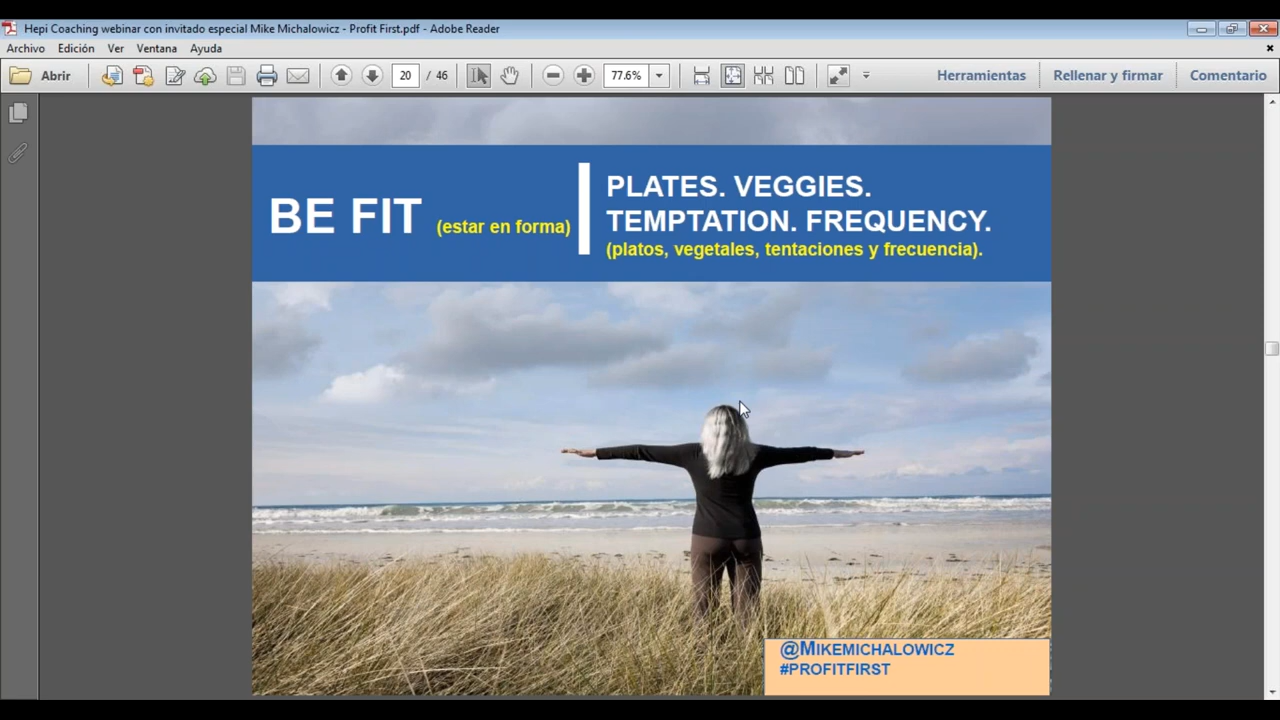 Hepi Coaching webinar con invitado especial Mike Michalowicz - Profit First.pdf - Adobe Reader
Archivo Edición Ver Ventana Ayuda
Abrir 20 / 46 77.6% Herramientas Rellenar y firmar Comentario
BE FIT (estar en forma)
PLATES. VEGGIES.
TEMPTATION. FREQUENCY.
(platos, vegetales, tentaciones y frecuencia).
@MIKEMICHALOWICZ
#PROFITFIRST